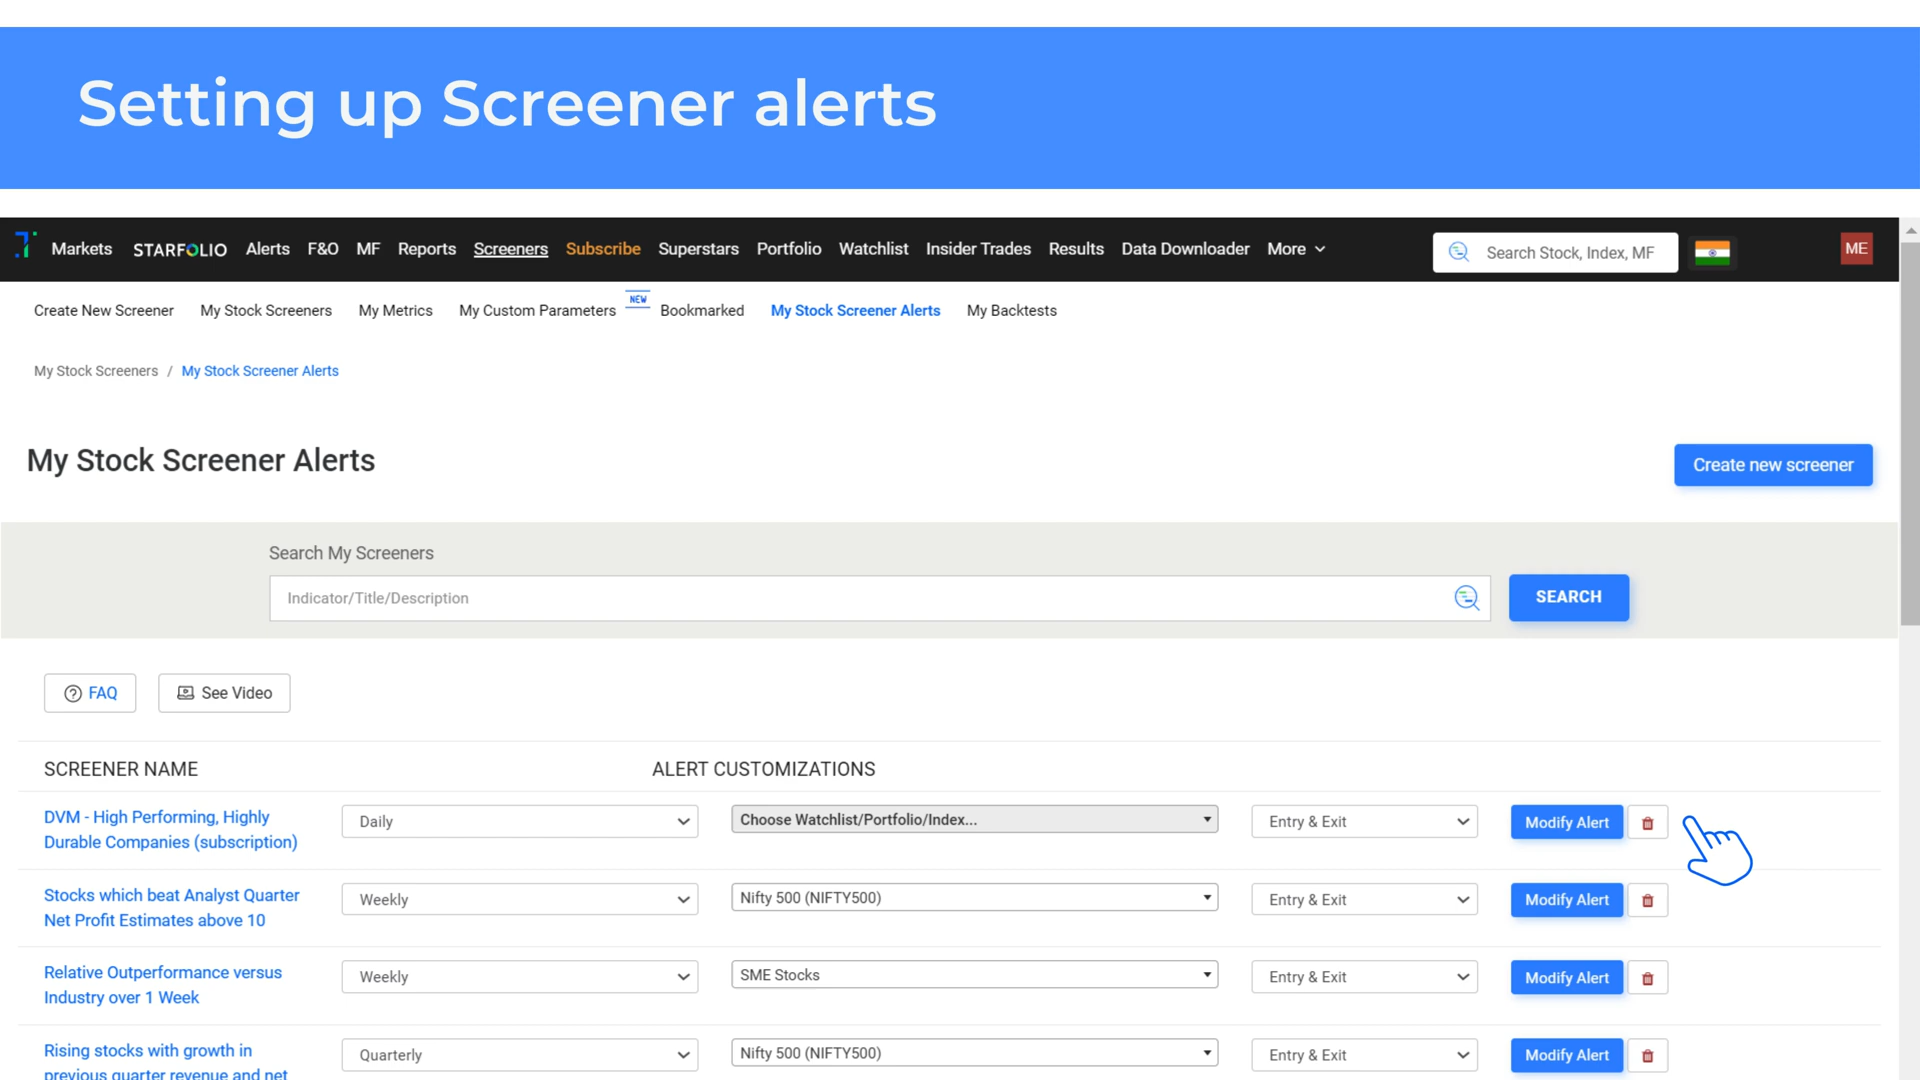 Setting up Screener alerts
Markets STARFOLIO Alerts F&O MF Reports Screeners Subscribe Superstars Portfolio Watchlist Insider Trades Results Data Downloader More Search Stock, Index, MF ME
Create New Screener My Stock Screeners My Metrics My Custom Parameters NEW Bookmarked My Stock Screener Alerts My Backtests
My Stock Screeners / My Stock Screener Alerts
My Stock Screener Alerts Create new screener
Search My Screeners
Indicator/Title/Description SEARCH
FAQ See Video
SCREENER NAME ALERT CUSTOMIZATIONS
DVM - High Performing, Highly
Durable Companies (subscription) Daily Choose Watchlist/Portfolio/Index... Entry & Exit Modify Alert
Stocks which beat Analyst Quarter
Net Profit Estimates above 10 Weekly Nifty 500 (NIFTY500) Entry & Exit Modify Alert
Relative Outperformance versus
Industry over 1 Week Weekly SME Stocks Entry & Exit Modify Alert
Rising stocks with growth in
previous quarter revenue and net Quarterly Nifty 500 (NIFTY500) Entry & Exit Modify Alert